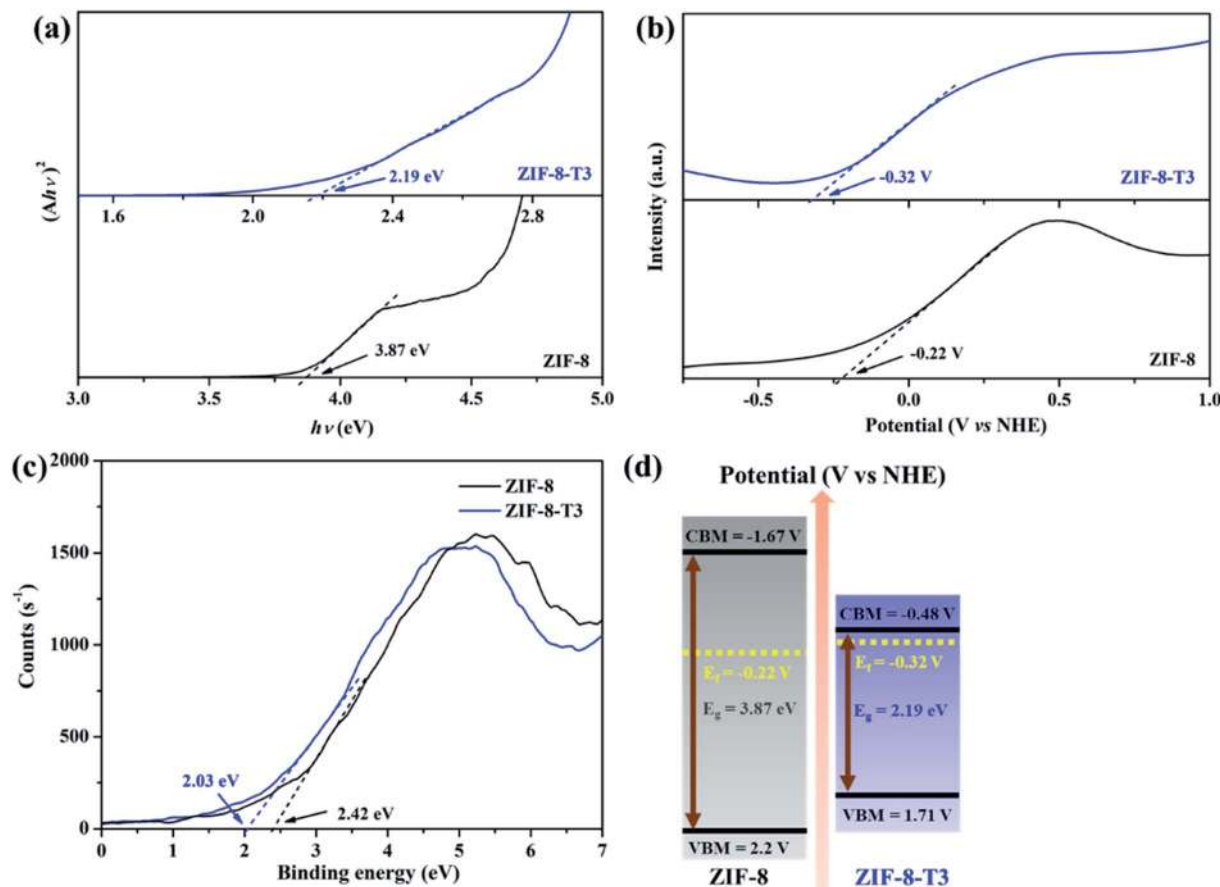 (a)
(Ahν)²
ZIF-8-T3
2.19 eV
1.6 2.0 2.4 2.8
3.87 eV
ZIF-8
3.0 3.5 4.0 4.5 5.0
hν (eV)
(b)
Intensity (a.u.)
-0.32 V
ZIF-8-T3
-0.22 V
ZIF-8
-0.5 0.0 0.5 1.0
Potential (V vs NHE)
(c)
2000
1500
1000
500
0
Counts (s⁻¹)
ZIF-8
ZIF-8-T3
2.03 eV
2.42 eV
0 1 2 3 4 5 6 7
Binding energy (eV)
(d)
Potential (V vs NHE)
CBM = -1.67 V
Ef = -0.22 V
Eg = 3.87 eV
VBM = 2.2 V
ZIF-8
CBM = -0.48 V
Ef = -0.32 V
Eg = 2.19 eV
VBM = 1.71 V
ZIF-8-T3